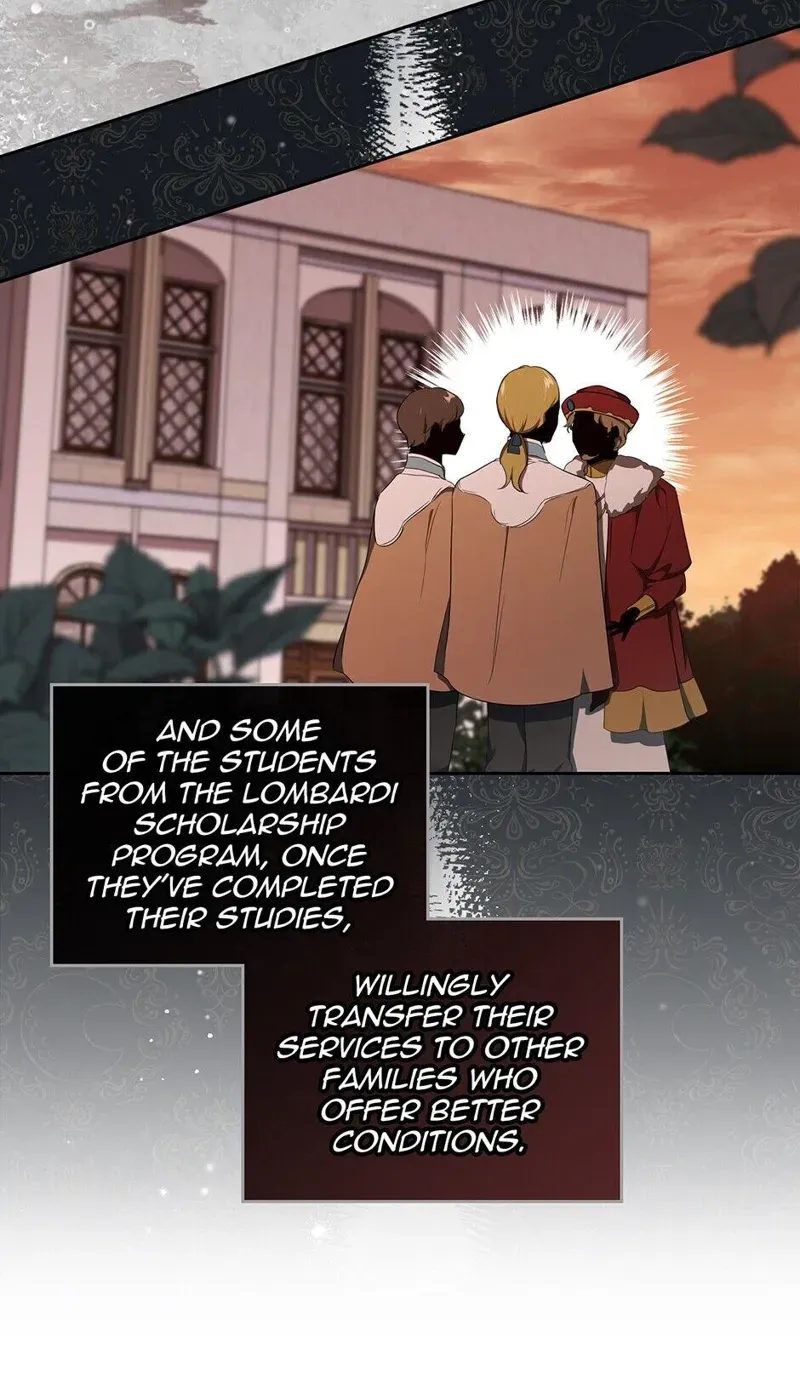 AND SOME
OF THE STUDENTS
FROM THE LOMBARDI
SCHOLARSHIP
PROGRAM, ONCE
THEY'VE COMPLETED
THEIR STUDIES,
WILLINGLY
TRANSFER THEIR
SERVICES TO OTHER
FAMILIES WHO
OFFER BETTER
CONDITIONS.